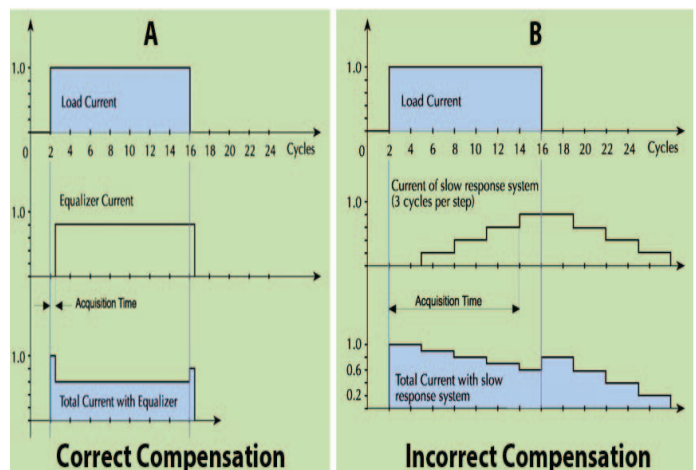 A
1.0
Load Current
0 2 4 6 8 10 12 14 16 18 20 22 24 Cycles
Equalizer Current
1.0
Acquisition Time
1.0
Total Current with Equalizer
Correct Compensation
B
1.0
Load Current
0 2 4 6 8 10 12 14 16 18 20 22 24 Cycles
Current of slow response system
(3 cycles per step)
1.0
Acquisition Time
1.0
0.6
0.2
Total Current with slow
response system
Incorrect Compensation